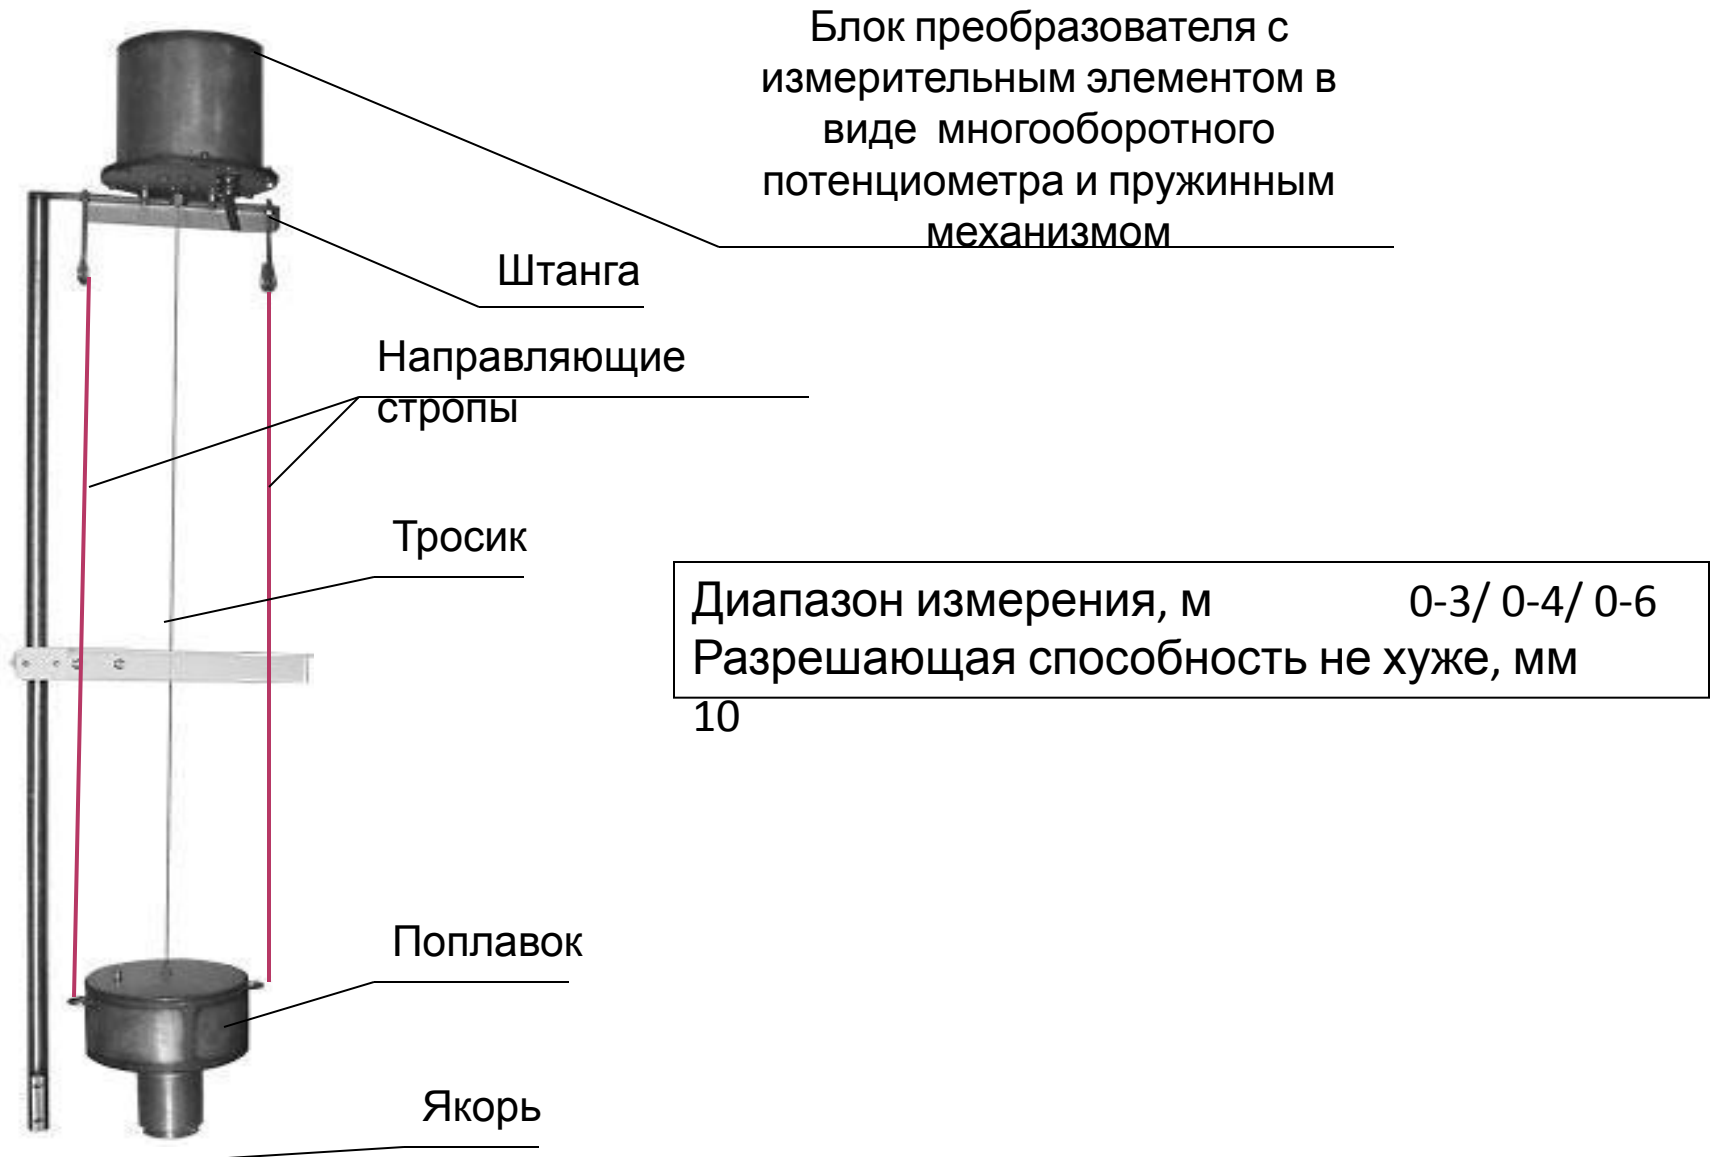 Блок преобразователя с
измерительным элементом в
виде многооборотного
потенциометра и пружинным
механизмом
Штанга
Направляющие
стропы
Тросик
Диапазон измерения, м 0-3/ 0-4/ 0-6
Разрешающая способность не хуже, мм
10
Поплавок
Якорь